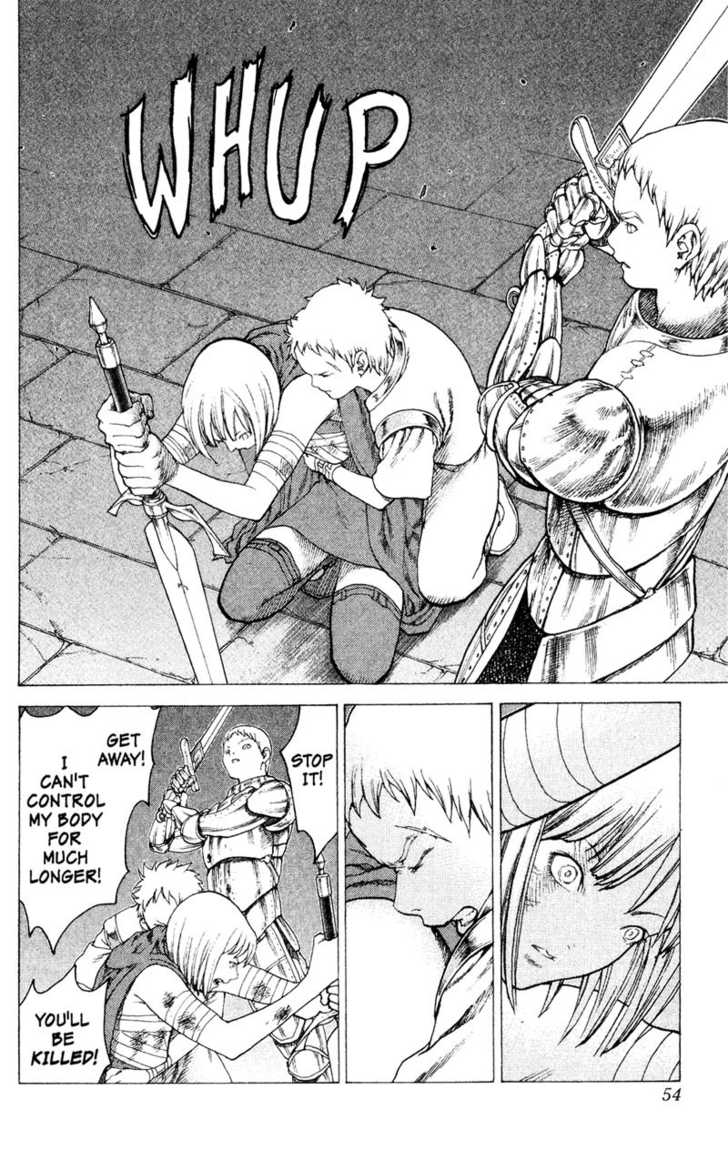 WHUP
STOP
IT!
GET
AWAY!
I
CAN'T
CONTROL
MY BODY
FOR
MUCH
LONGER!
YOU'LL
BE
KILLED!
54